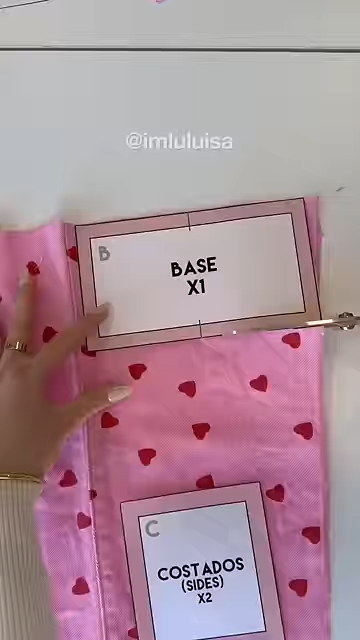 @imluluisa
B
BASE
X1
C
COSTADOS
(SIDES)
X2